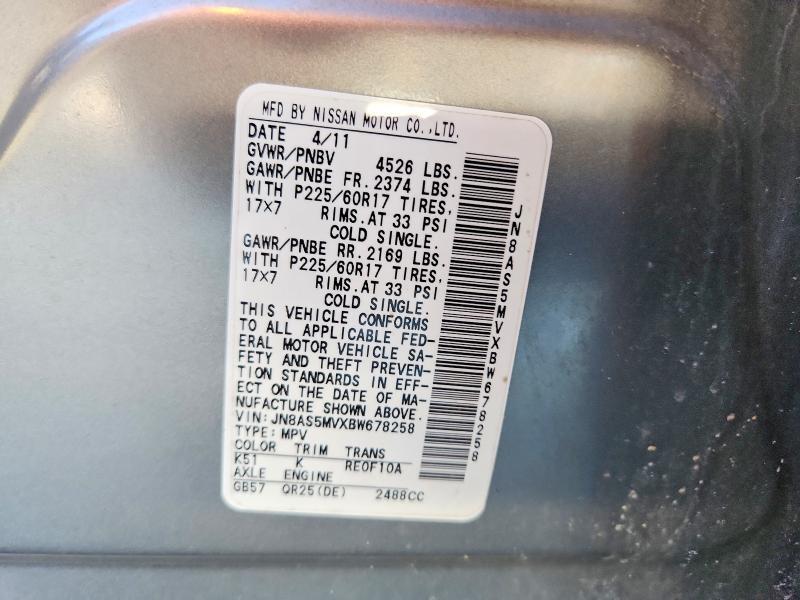 MFD BY NISSAN MOTOR CO.,LTD.
DATE 4/11
GVWR/PNBV 4526 LBS.
GAWR/PNBE FR. 2374 LBS.
WITH P225/60R17 TIRES,
17×7 RIMS.AT 33 PSI
COLD SINGLE.
GAWR/PNBE RR. 2169 LBS.
WITH P225/60R17 TIRES,
17×7 RIMS.AT 33 PSI
COLD SINGLE.
THIS VEHICLE CONFORMS
TO ALL APPLICABLE FED-
ERAL MOTOR VEHICLE SA-
FETY AND THEFT PREVEN-
TION STANDARDS IN EFF-
ECT ON THE DATE OF MA-
NUFACTURE SHOWN ABOVE.
VIN:JN8AS5MVXBW678258
TYPE:MPV
COLOR TRIM TRANS
K51 K RE0F10A
AXLE ENGINE
GB57 QR25(DE) 2488CC
JN8AS5MVXBW678258